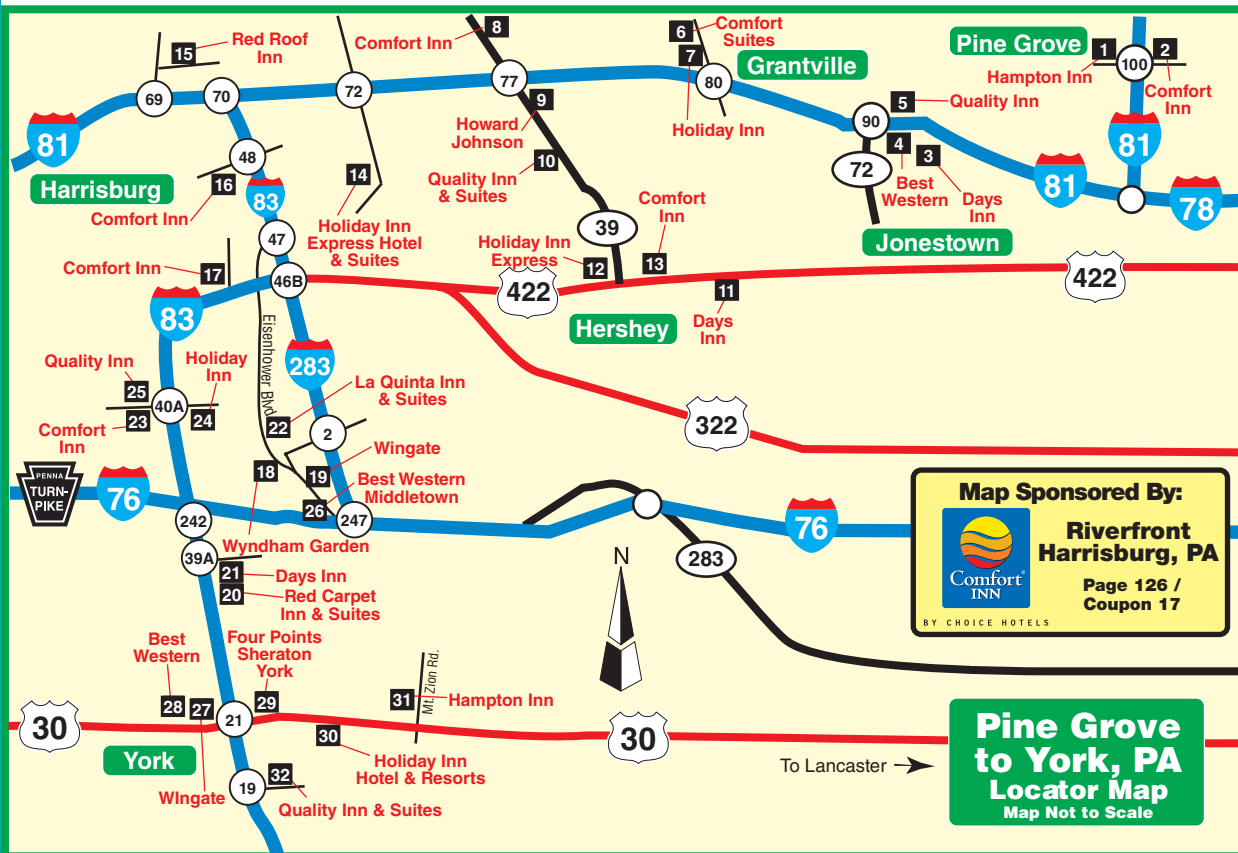 8
Comfort Inn
6
Comfort
Suites
7
Grantville
Pine Grove
1
100
2
Hampton Inn
Comfort
Inn
15
Red Roof
Inn
69
70
72
77
80
Holiday Inn
9
Howard
Johnson
10
Quality Inn
& Suites
90
5
Quality Inn
4
Best
Western
3
Days
Inn
72
Jonestown
81
81
81
78
Harrisburg
48
16
Comfort Inn
83
14
Holiday Inn
Express Hotel
& Suites
39
Comfort
Inn
13
Holiday Inn
Express
12
47
46B
Comfort Inn
17
83
422
422
11
Days
Inn
Hershey
Eisenhower Blvd.
283
Quality Inn
25
Holiday
Inn
40A
23
24
Comfort
Inn
La Quinta Inn
& Suites
22
2
322
18
19
Wingate
Best Western
Middletown
26
PENNA
TURN-
PIKE
76
242
247
76
Wyndham Garden
39A
21
Days Inn
20
Red Carpet
Inn & Suites
N
283
Map Sponsored By:
Comfort®
INN
BY CHOICE HOTELS
Riverfront
Harrisburg, PA
Page 126 /
Coupon 17
Best
Western
28
27
Four Points
Sheraton
York
29
21
31
Hampton Inn
Mt. Zion Rd.
30
30
30
Holiday Inn
Hotel & Resorts
York
WIngate
19
32
Quality Inn & Suites
To Lancaster
Pine Grove
to York, PA
Locator Map
Map Not to Scale